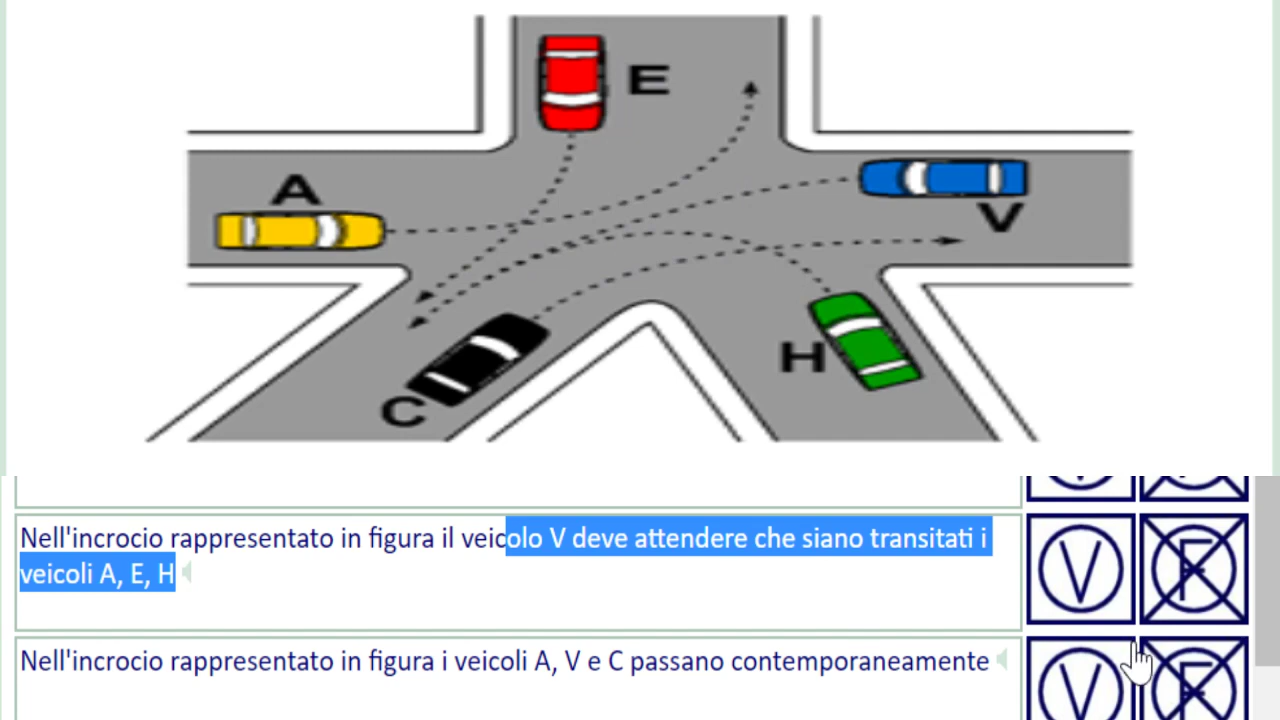 E
A
V
H
C
V F
Nell'incrocio rappresentato in figura il veicolo V deve attendere che siano transitati i
veicoli A, E, H
V F
Nell'incrocio rappresentato in figura i veicoli A, V e C passano contemporaneamente
V F